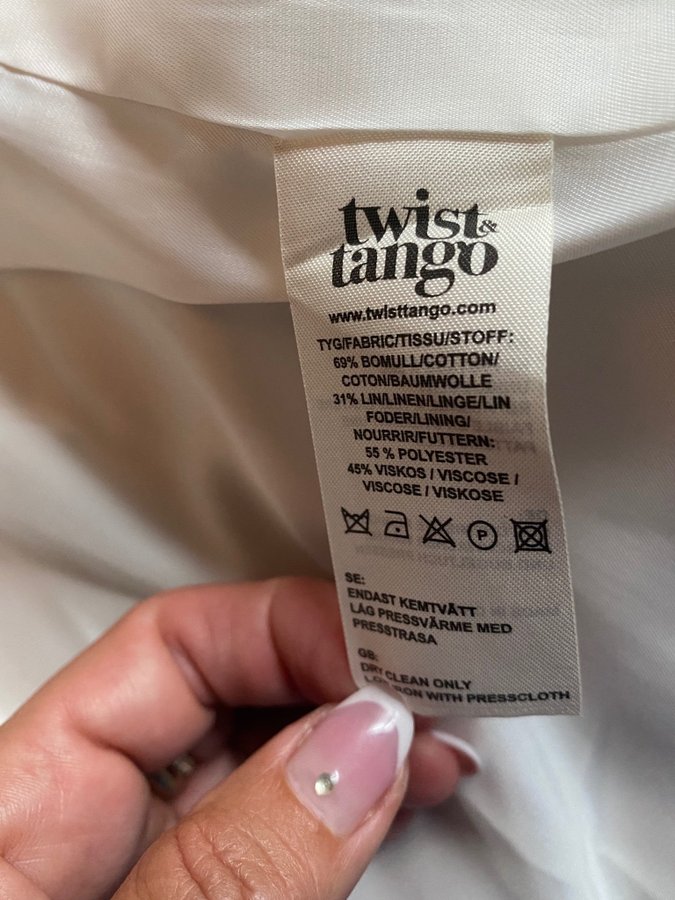 twist&
tango
www.twisttango.com
TYG/FABRIC/TISSU/STOFF:
69% BOMULL/COTTON/
COTON/BAUMWOLLE
31% LIN/LINEN/LINGE/LIN
FODER/LINING/
NOURRIR/FUTTERN:
55 % POLYESTER
45% VISKOS / VISCOSE /
VISCOSE / VISKOSE
P
SE:
ENDAST KEMTVÄTT
LÅG PRESSVÄRME MED
PRESSTRASA
GB:
DRY CLEAN ONLY
IRON WITH PRESSCLOTH